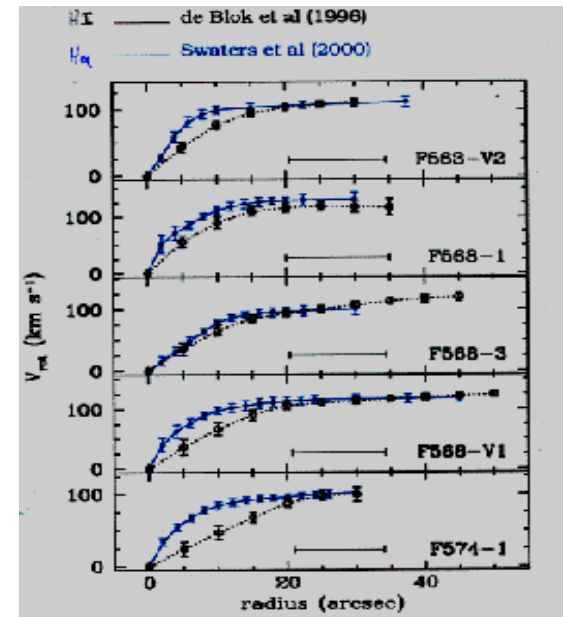 HI de Blok et al (1996)
Hα Swaters et al (2000)
100
0
F563-V2
100
0
F568-1
100
0
F568-3
100
0
F568-V1
100
0
F574-1
V_rot (km s⁻¹)
0 20 40
radius (arcsec)